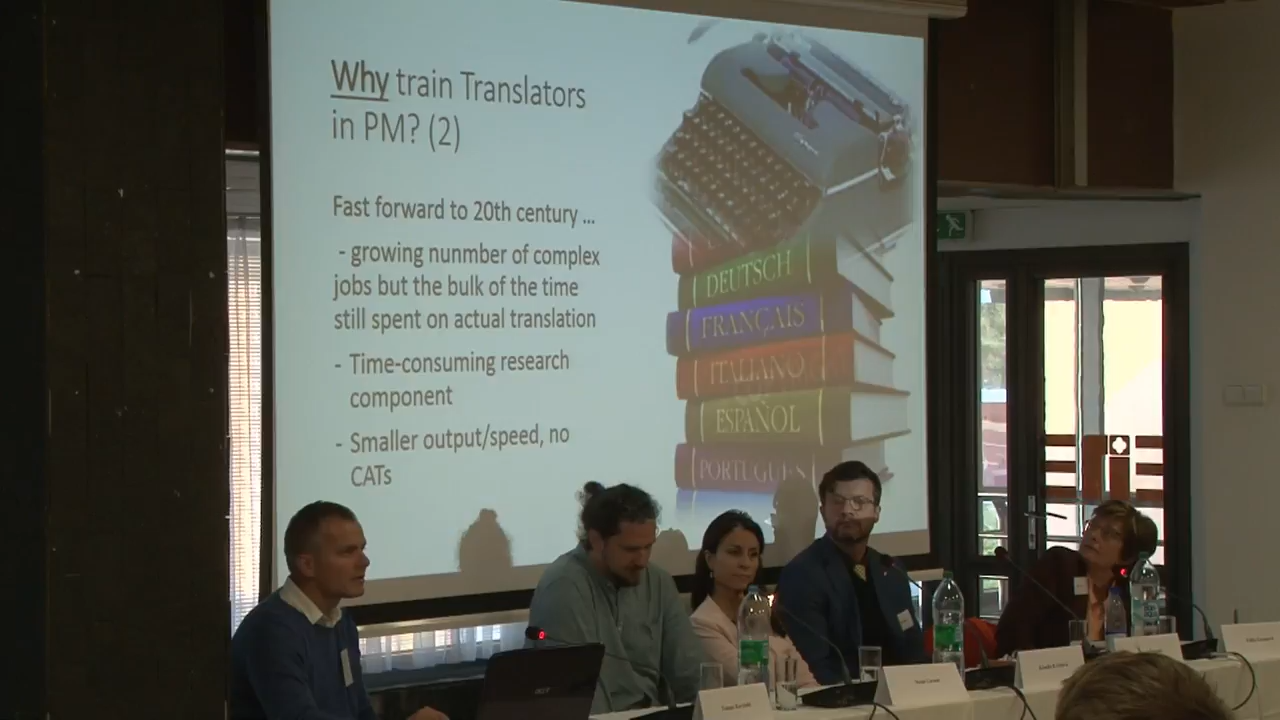 Why train Translators
in PM? (2)
Fast forward to 20th century ...
- growing nunmber of complex
jobs but the bulk of the time
still spent on actual translation
- Time-consuming research
component
- Smaller output/speed, no
CATs
DEUTSCH
FRANÇAIS
ITALIANO
ESPAÑOL
PORTUGUES
acer